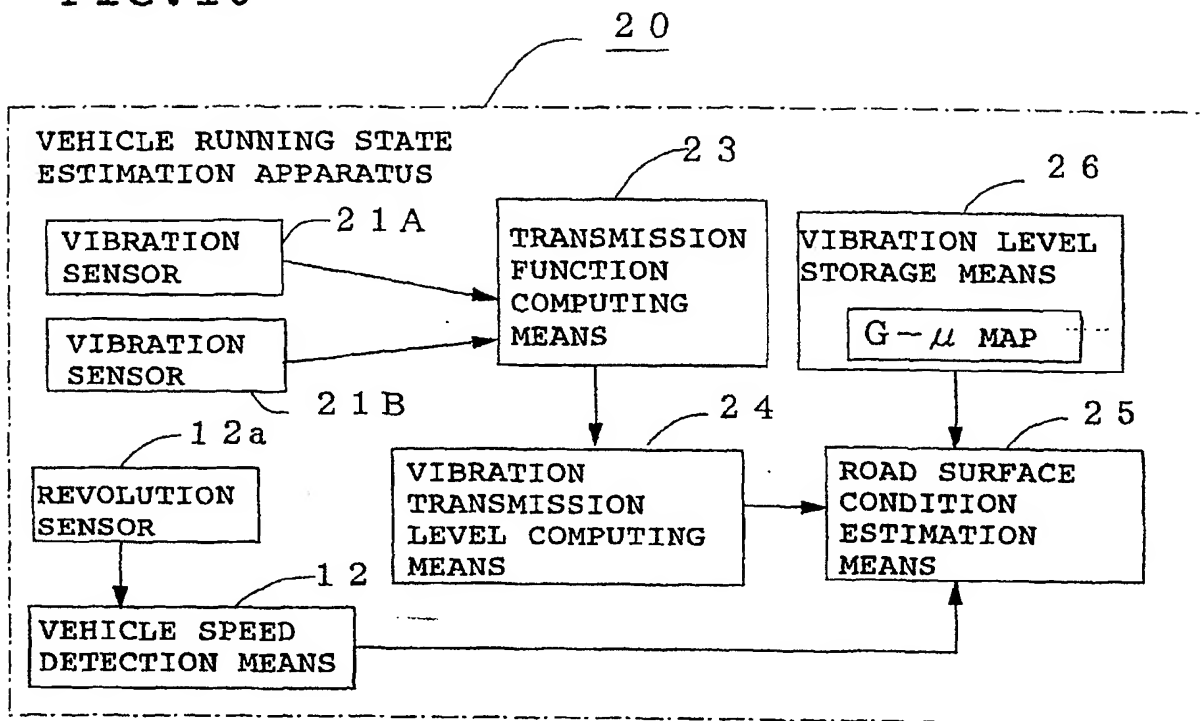 20
VEHICLE RUNNING STATE
ESTIMATION APPARATUS
VIBRATION
SENSOR
21A
VIBRATION
SENSOR
21B
TRANSMISSION
FUNCTION
COMPUTING
MEANS
23
VIBRATION LEVEL
STORAGE MEANS
G-μ MAP
26
12a
REVOLUTION
SENSOR
VIBRATION
TRANSMISSION
LEVEL COMPUTING
MEANS
24
ROAD SURFACE
CONDITION
ESTIMATION
MEANS
25
12
VEHICLE SPEED
DETECTION MEANS